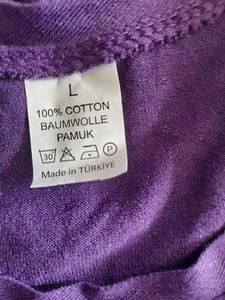 L
100% COTTON
BAUMWOLLE
PAMUK
30 P
Made in TÜRKİYE